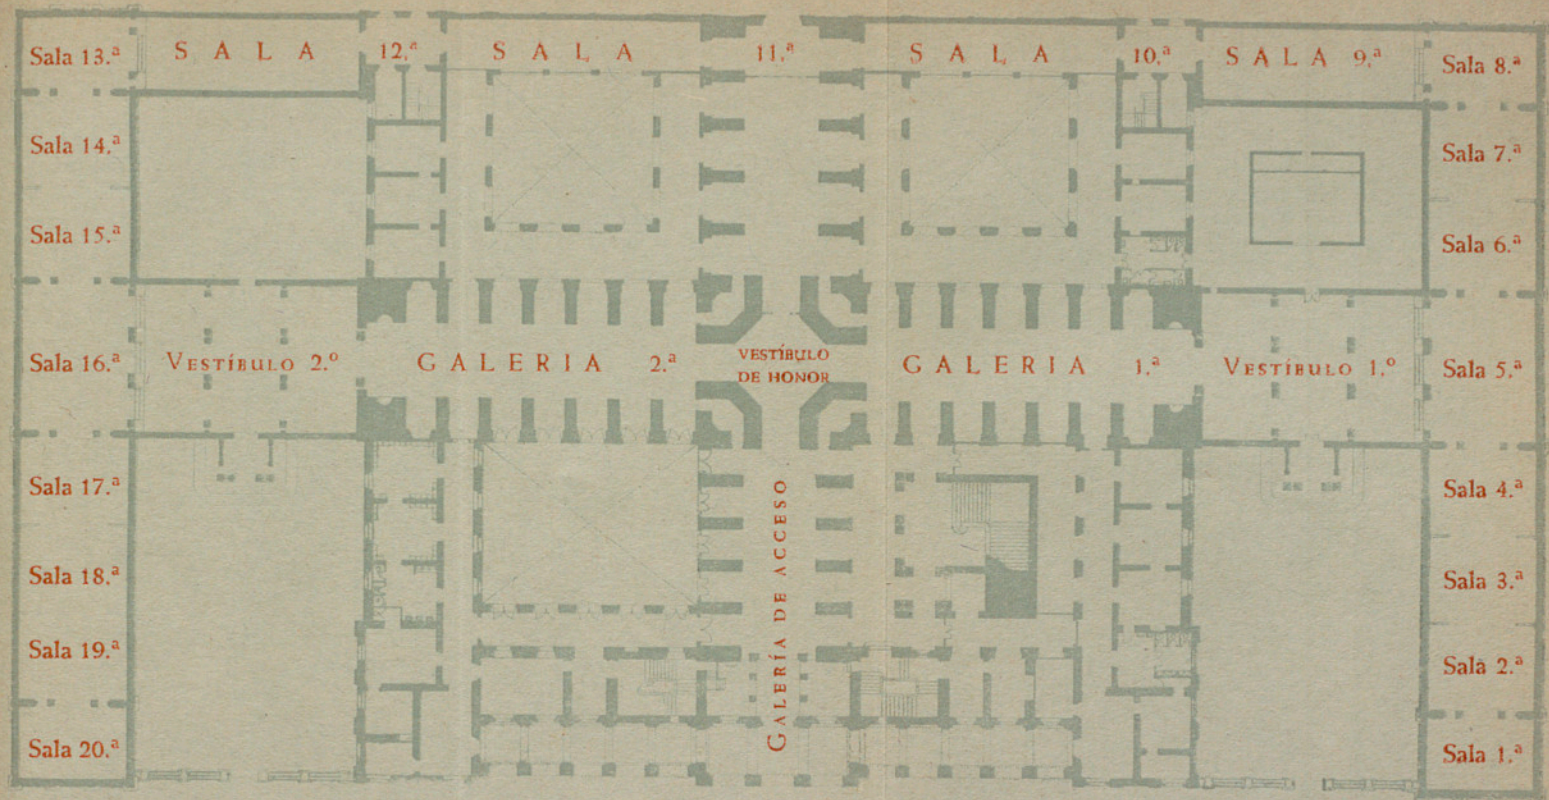 Sala 13.ª
SALA 12.ª
SALA 11.ª
SALA 10.ª
SALA 9.ª
Sala 8.ª
Sala 14.ª
Sala 7.ª
Sala 15.ª
Sala 6.ª
Sala 16.ª
VESTÍBULO 2.º
GALERIA 2.ª
VESTÍBULO
DE HONOR
GALERIA 1.ª
VESTÍBULO 1.º
Sala 5.ª
Sala 17.ª
GALERÍA DE ACCESO
Sala 4.ª
Sala 18.ª
Sala 3.ª
Sala 19.ª
Sala 2.ª
Sala 20.ª
Sala 1.ª